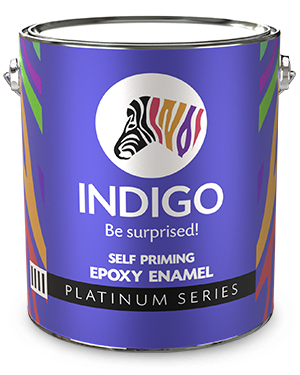 INDIGO
Be surprised!
SELF PRIMING
EPOXY ENAMEL
PLATINUM SERIES